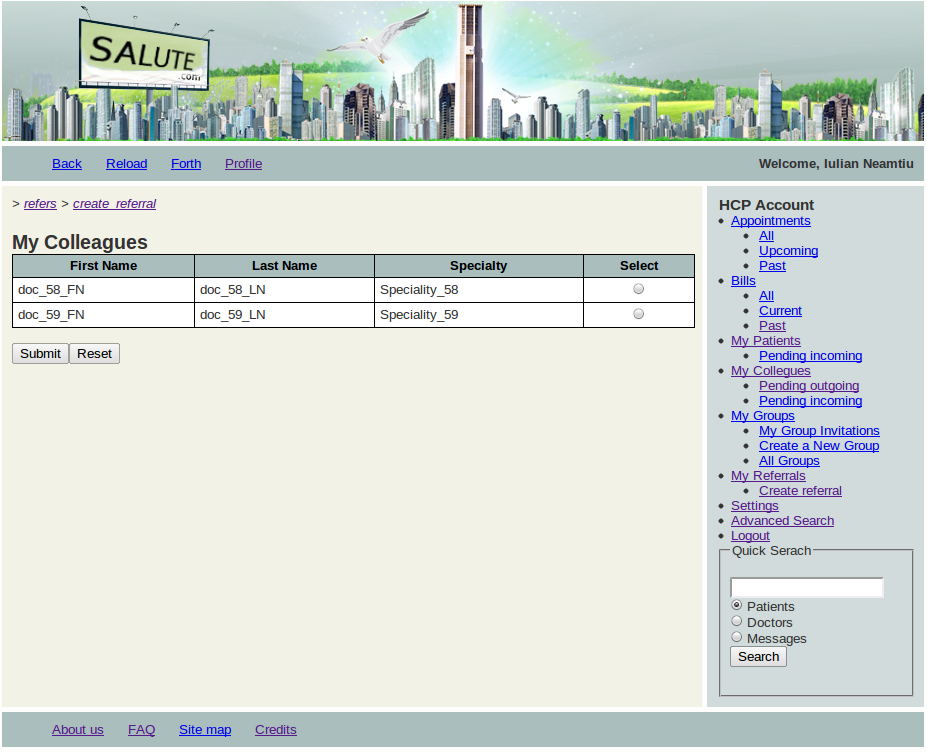 SALUTE
.com
Back Reload Forth Profile Welcome, Iulian Neamtiu
> refers > create_referral
My Colleagues
First Name Last Name Specialty Select
doc_58_FN doc_58_LN Speciality_58
doc_59_FN doc_59_LN Speciality_59
Submit Reset
HCP Account
Appointments
All
Upcoming
Past
Bills
All
Current
Past
My Patients
Pending incoming
My Collegues
Pending outgoing
Pending incoming
My Groups
My Group Invitations
Create a New Group
All Groups
My Referrals
Create referral
Settings
Advanced Search
Logout
Quick Serach
Patients
Doctors
Messages
Search
About us FAQ Site map Credits